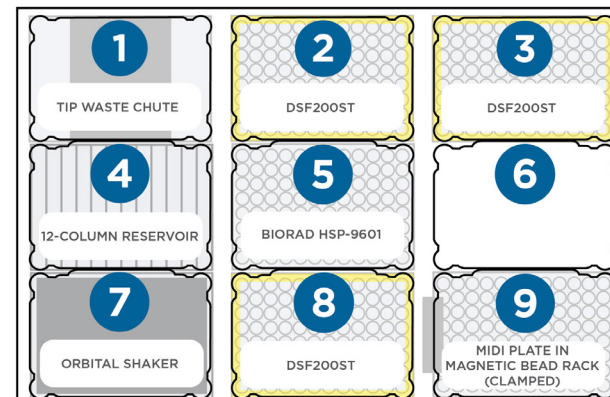 1
TIP WASTE CHUTE
2
DSF200ST
3
DSF200ST
4
12-COLUMN RESERVOIR
5
BIORAD HSP-9601
6
7
ORBITAL SHAKER
8
DSF200ST
9
MIDI PLATE IN
MAGNETIC BEAD RACK
(CLAMPED)